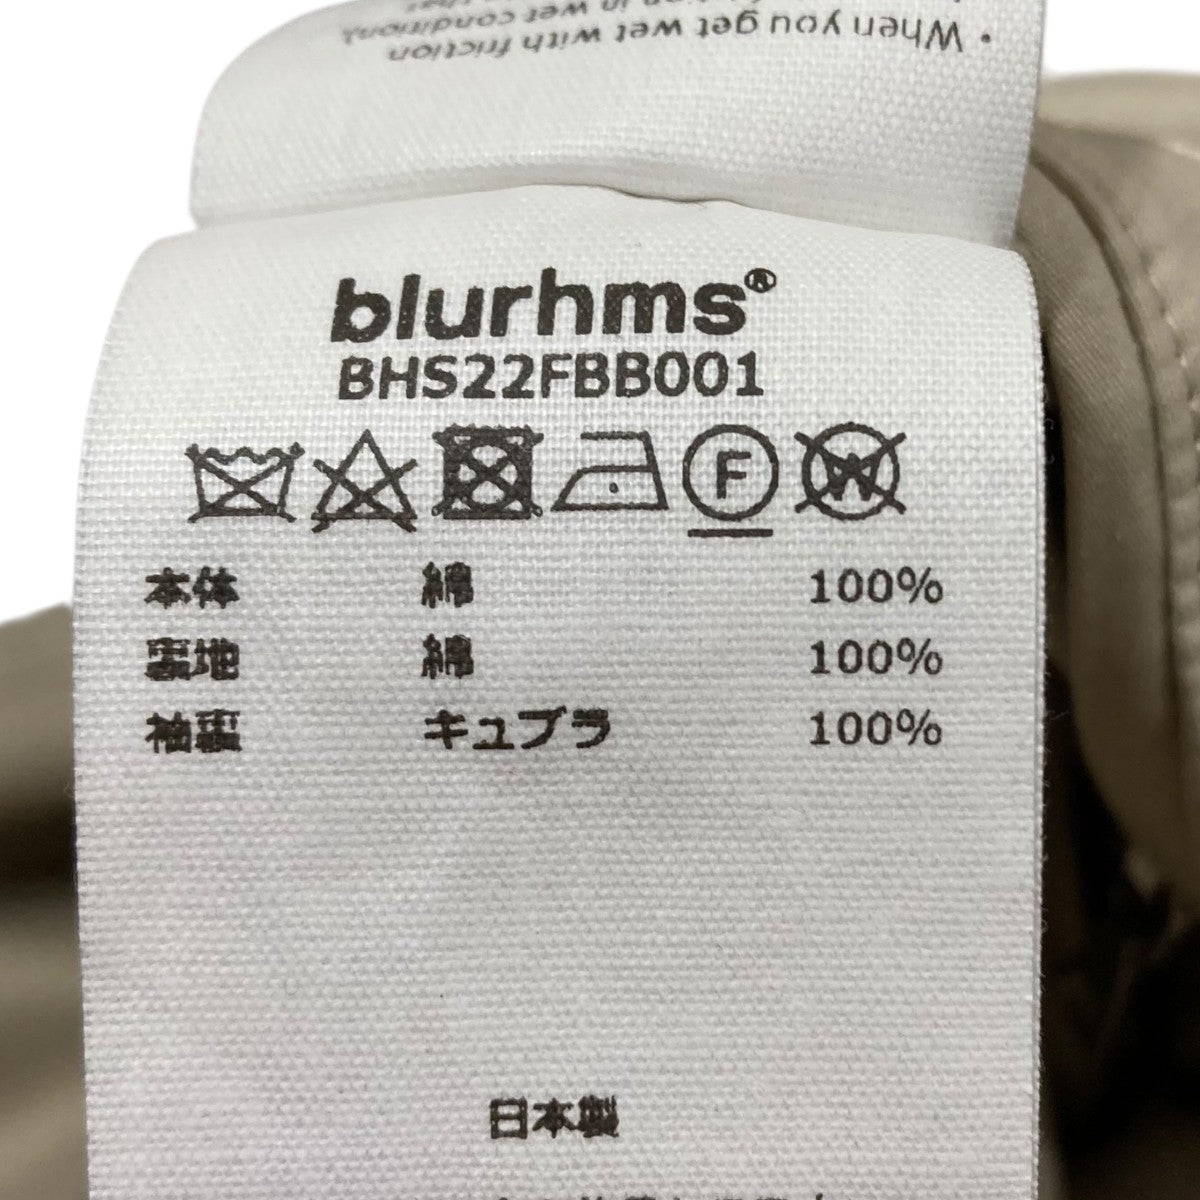 • When you get wet with friction
blurhms®
BHS22FBB001
F
W
本体 綿 100%
裏地 綿 100%
袖裏 キュプラ 100%
日本製